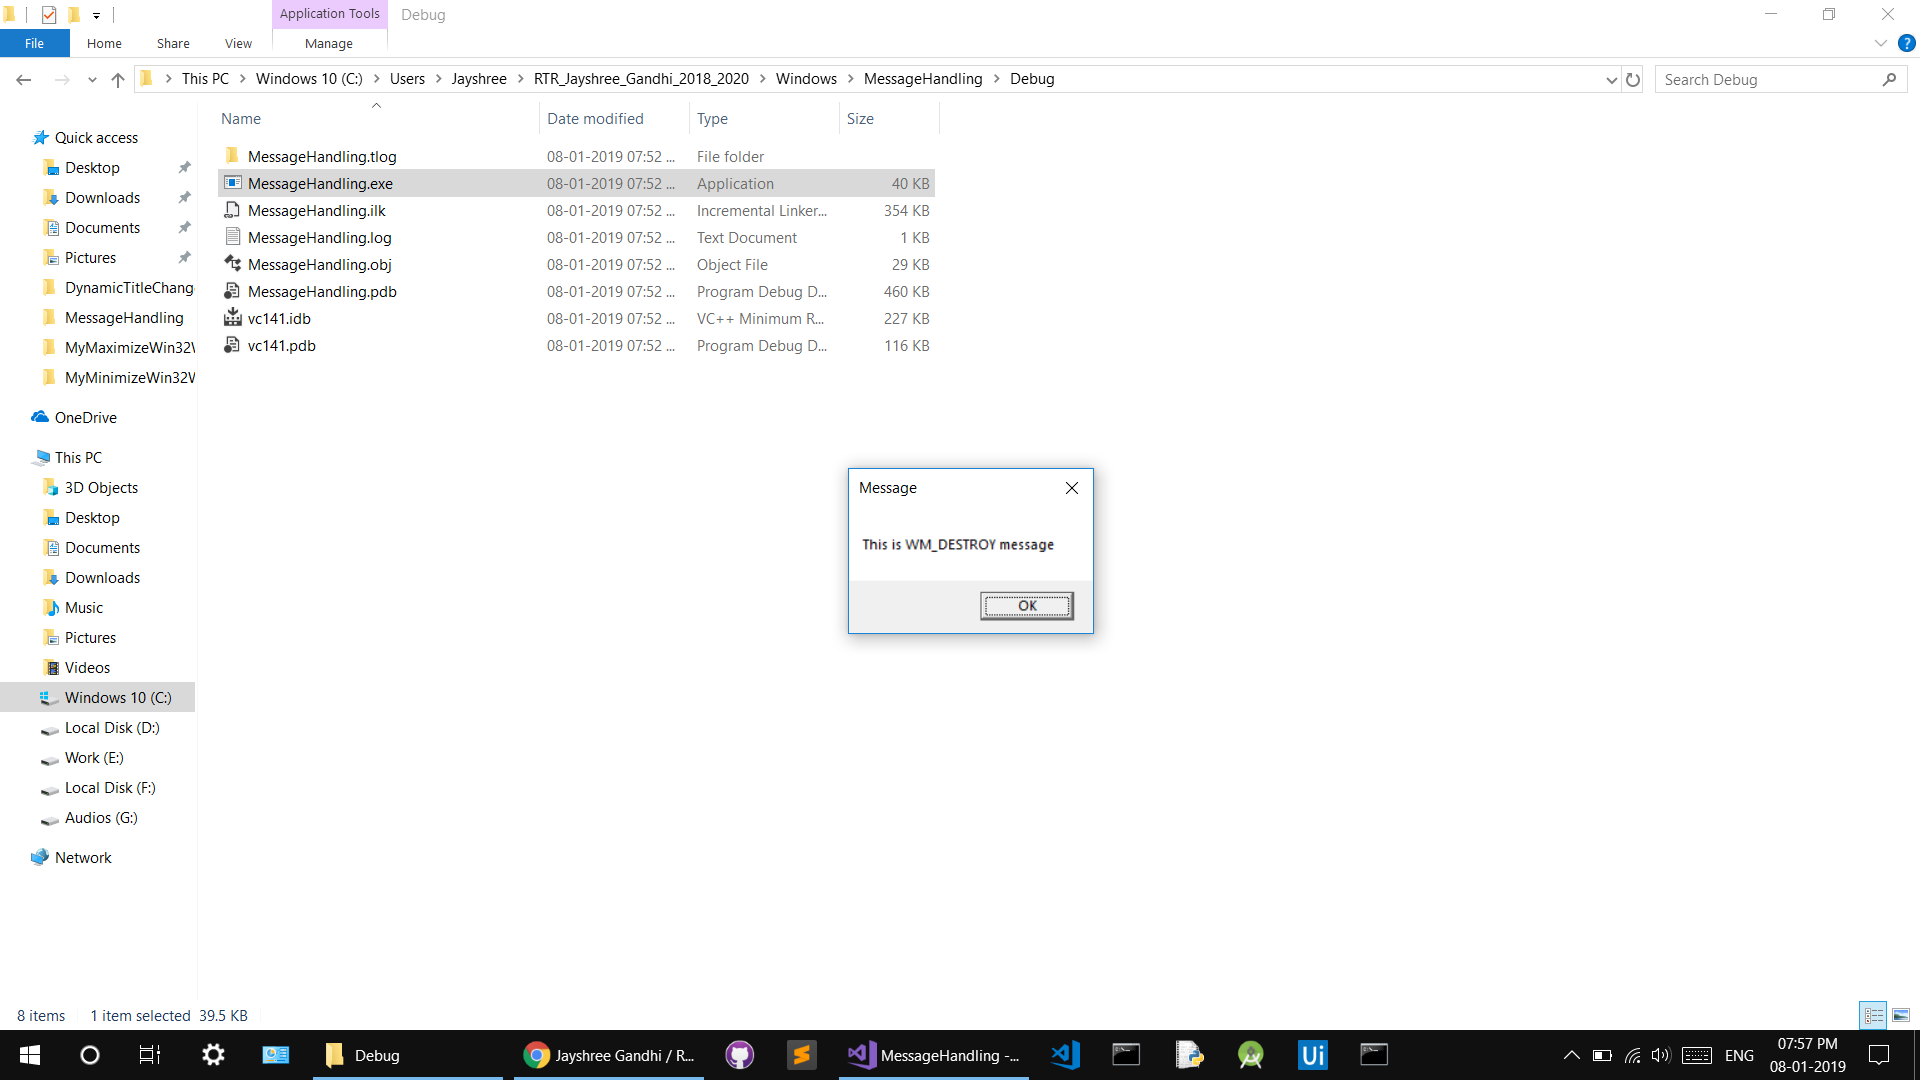 Application Tools
Debug
File
Home
Share
View
Manage
This PC
Windows 10 (C:)
Users
Jayshree
RTR_Jayshree_Gandhi_2018_2020
Windows
MessageHandling
Debug
Search Debug
Name
Date modified
Type
Size
MessageHandling.tlog 08-01-2019 07:52 ... File folder
MessageHandling.exe 08-01-2019 07:52 ... Application 40 KB
MessageHandling.ilk 08-01-2019 07:52 ... Incremental Linker... 354 KB
MessageHandling.log 08-01-2019 07:52 ... Text Document 1 KB
MessageHandling.obj 08-01-2019 07:52 ... Object File 29 KB
MessageHandling.pdb 08-01-2019 07:52 ... Program Debug D... 460 KB
vc141.idb 08-01-2019 07:52 ... VC++ Minimum R... 227 KB
vc141.pdb 08-01-2019 07:52 ... Program Debug D... 116 KB
Quick access
Desktop
Downloads
Documents
Pictures
DynamicTitleChang
MessageHandling
MyMaximizeWin32W
MyMinimizeWin32W
OneDrive
This PC
3D Objects
Desktop
Documents
Downloads
Music
Pictures
Videos
Windows 10 (C:)
Local Disk (D:)
Work (E:)
Local Disk (F:)
Audios (G:)
Network
Message
This is WM_DESTROY message
OK
8 items
1 item selected 39.5 KB
Debug
Jayshree Gandhi / R...
MessageHandling -...
Ui
ENG
07:57 PM
08-01-2019